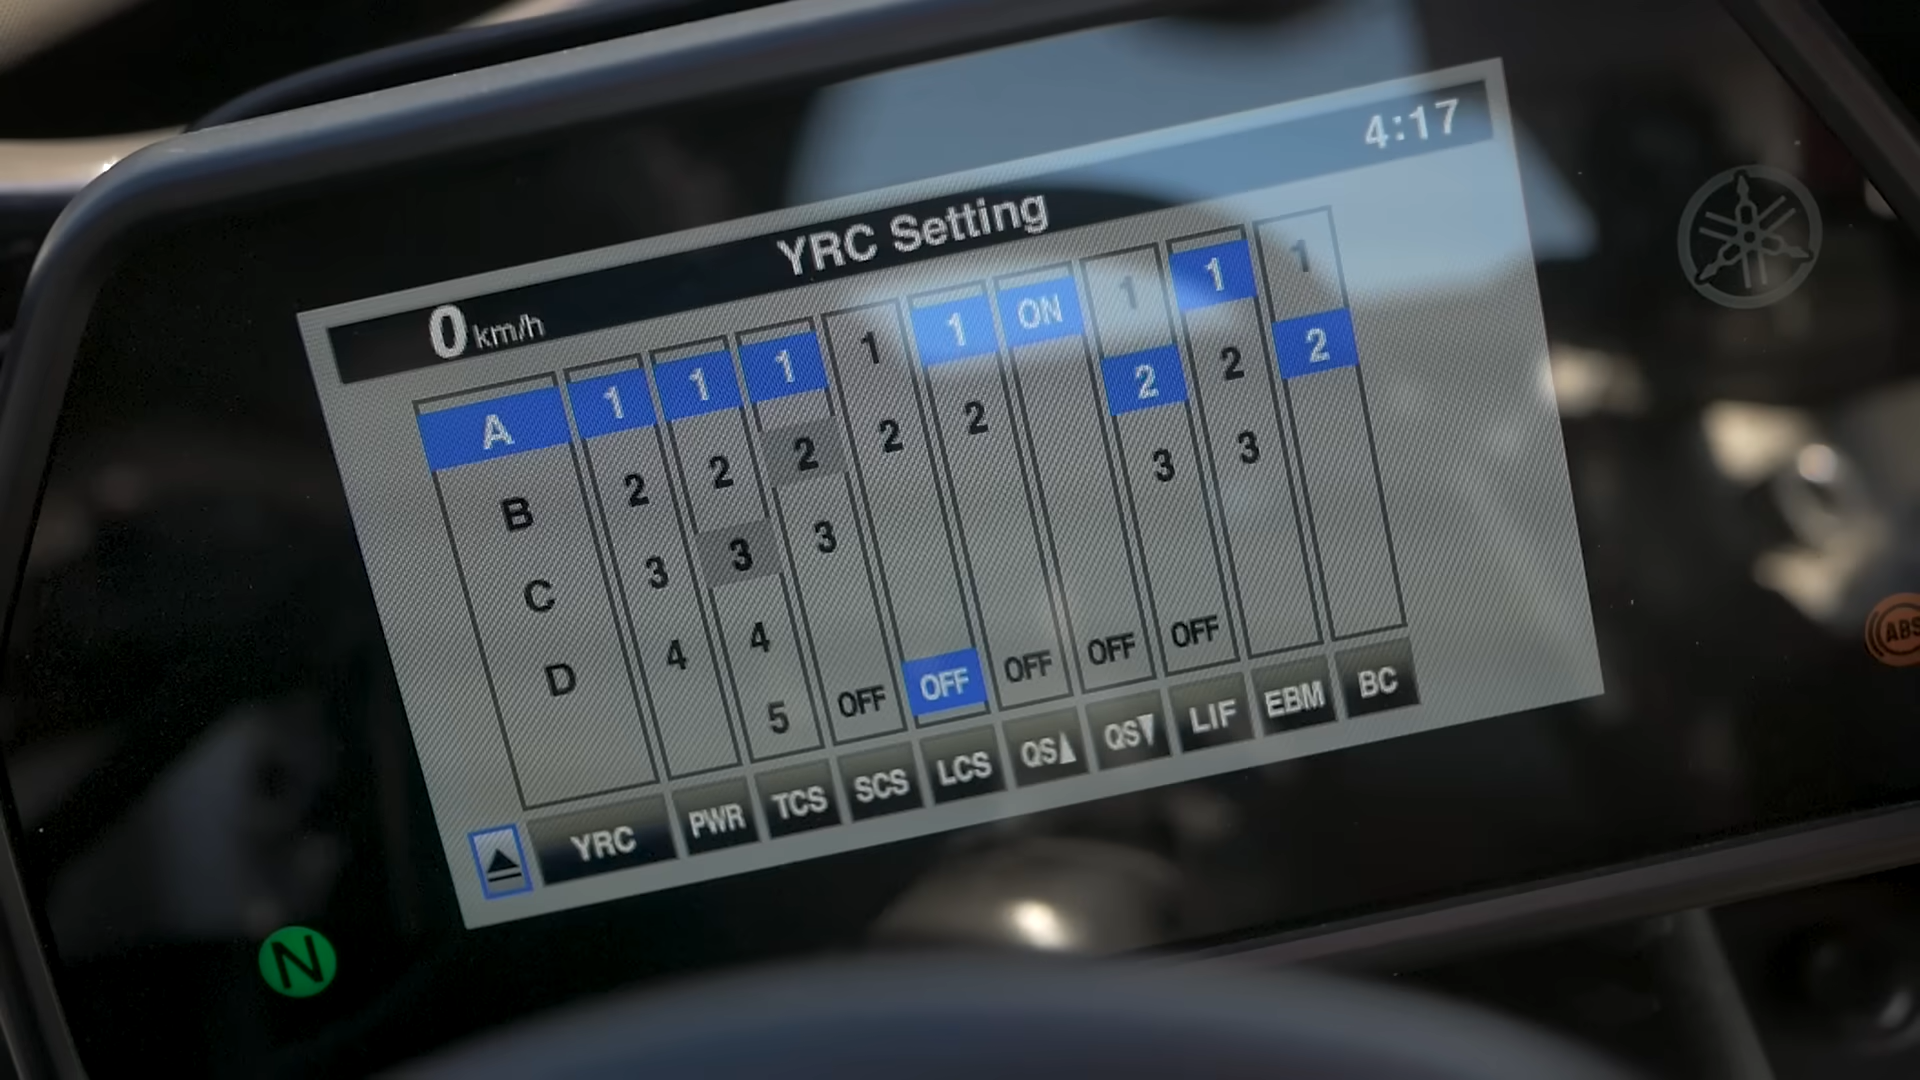 4:17
YRC Setting
0 km/h
A 1 1 1 1 1 ON 1 1 1
B 2 2 2 2 2 2 2 2
C 3 3 3 3 3
D 4 4
5 OFF OFF OFF OFF OFF
YRC PWR TCS SCS LCS QS▲ QS▼ LIF EBM BC
N
ABS